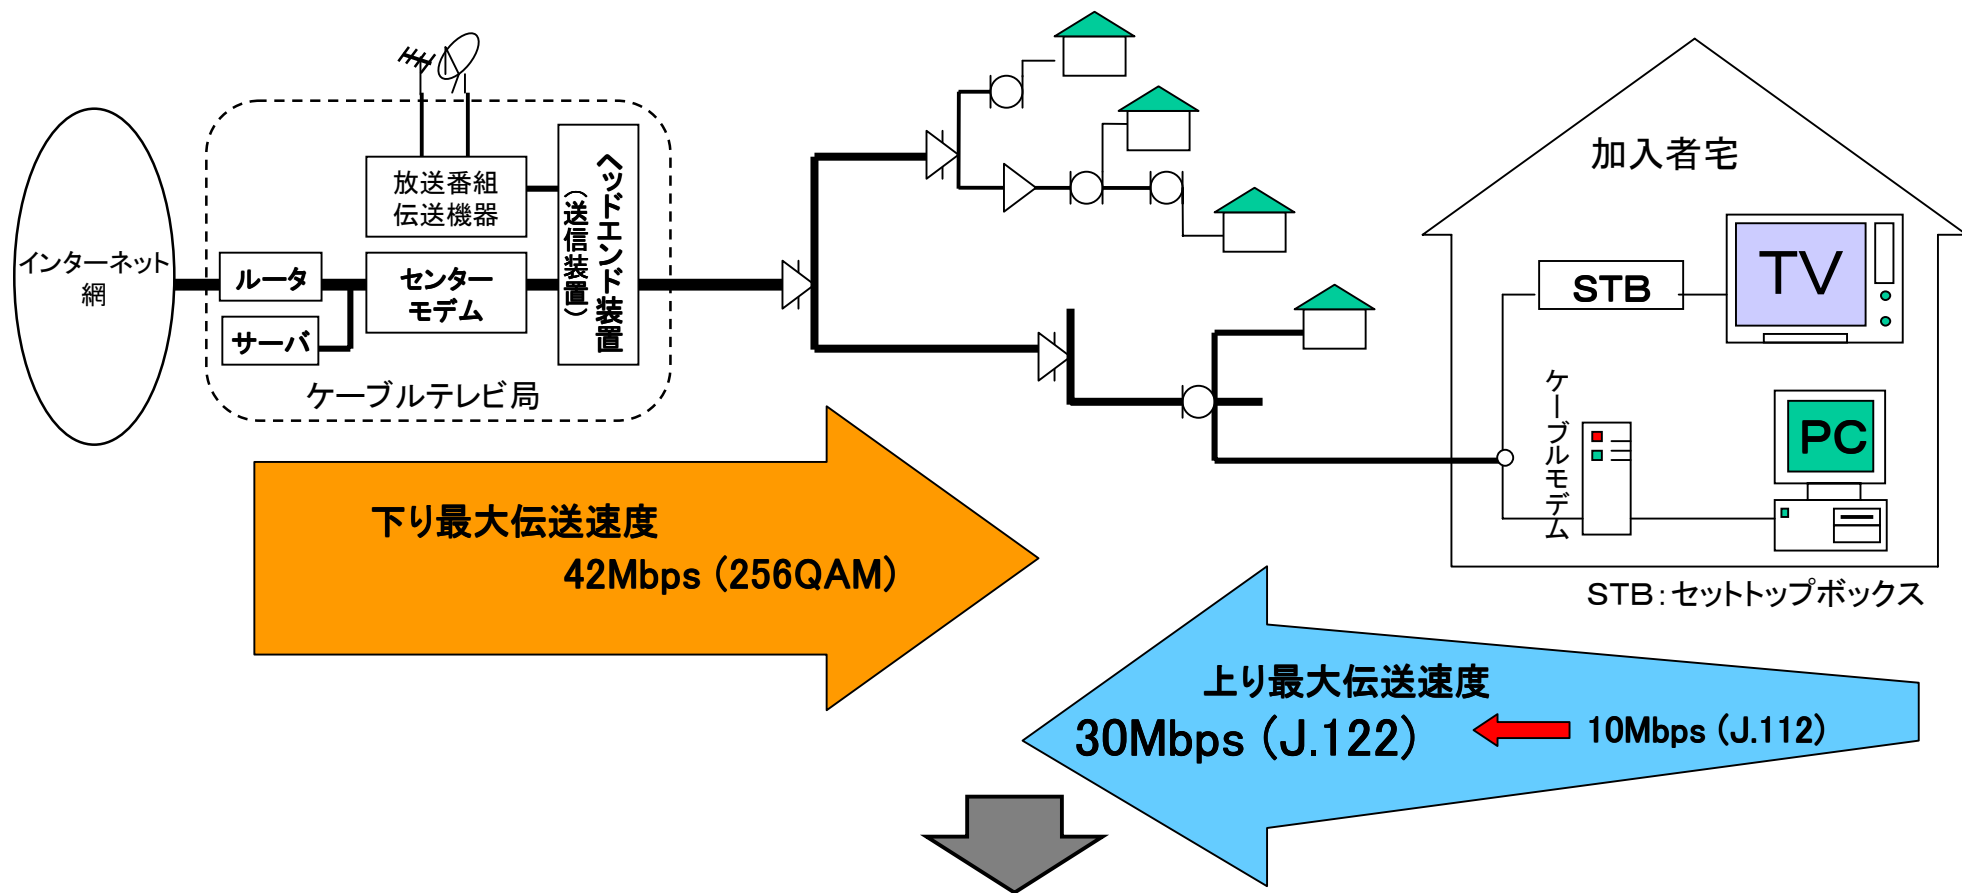 インターネット
網
放送番組
伝送機器
ルータ
センター
モデム
サーバ
ヘッドエンド装置
(送信装置)
ケーブルテレビ局
加入者宅
STB
TV
ケーブルモデム
PC
STB:セットトップボックス
下り最大伝送速度
42Mbps (256QAM)
上り最大伝送速度
30Mbps (J.122)
10Mbps (J.112)